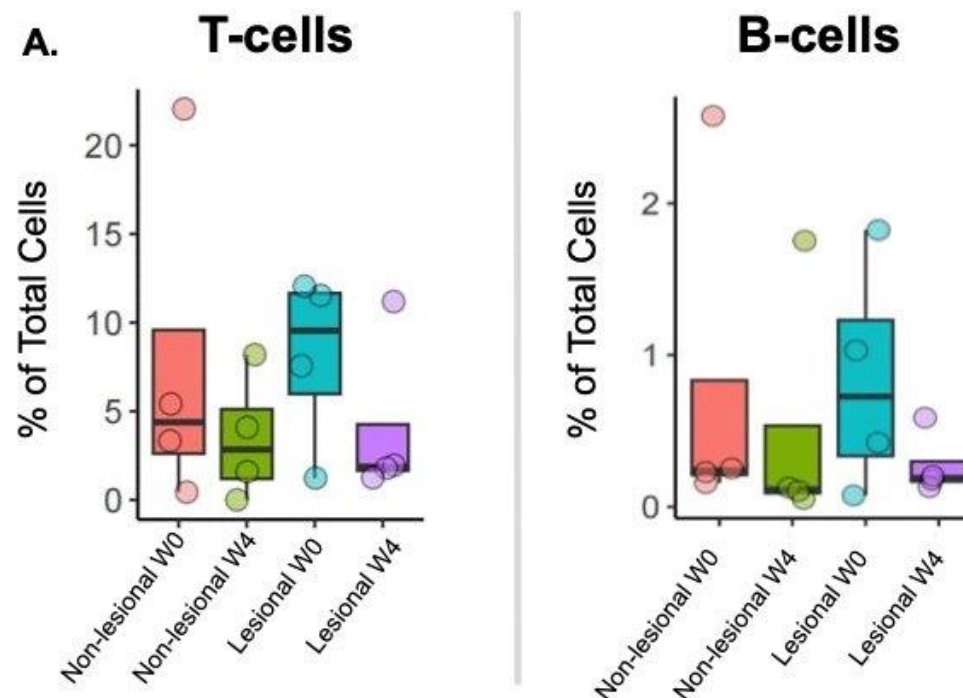 A.
T-cells
% of Total Cells
20
15
10
5
0
Non-lesional W0
Non-lesional W4
Lesional W0
Lesional W4
B-cells
% of Total Cells
2
1
0
Non-lesional W0
Non-lesional W4
Lesional W0
Lesional W4